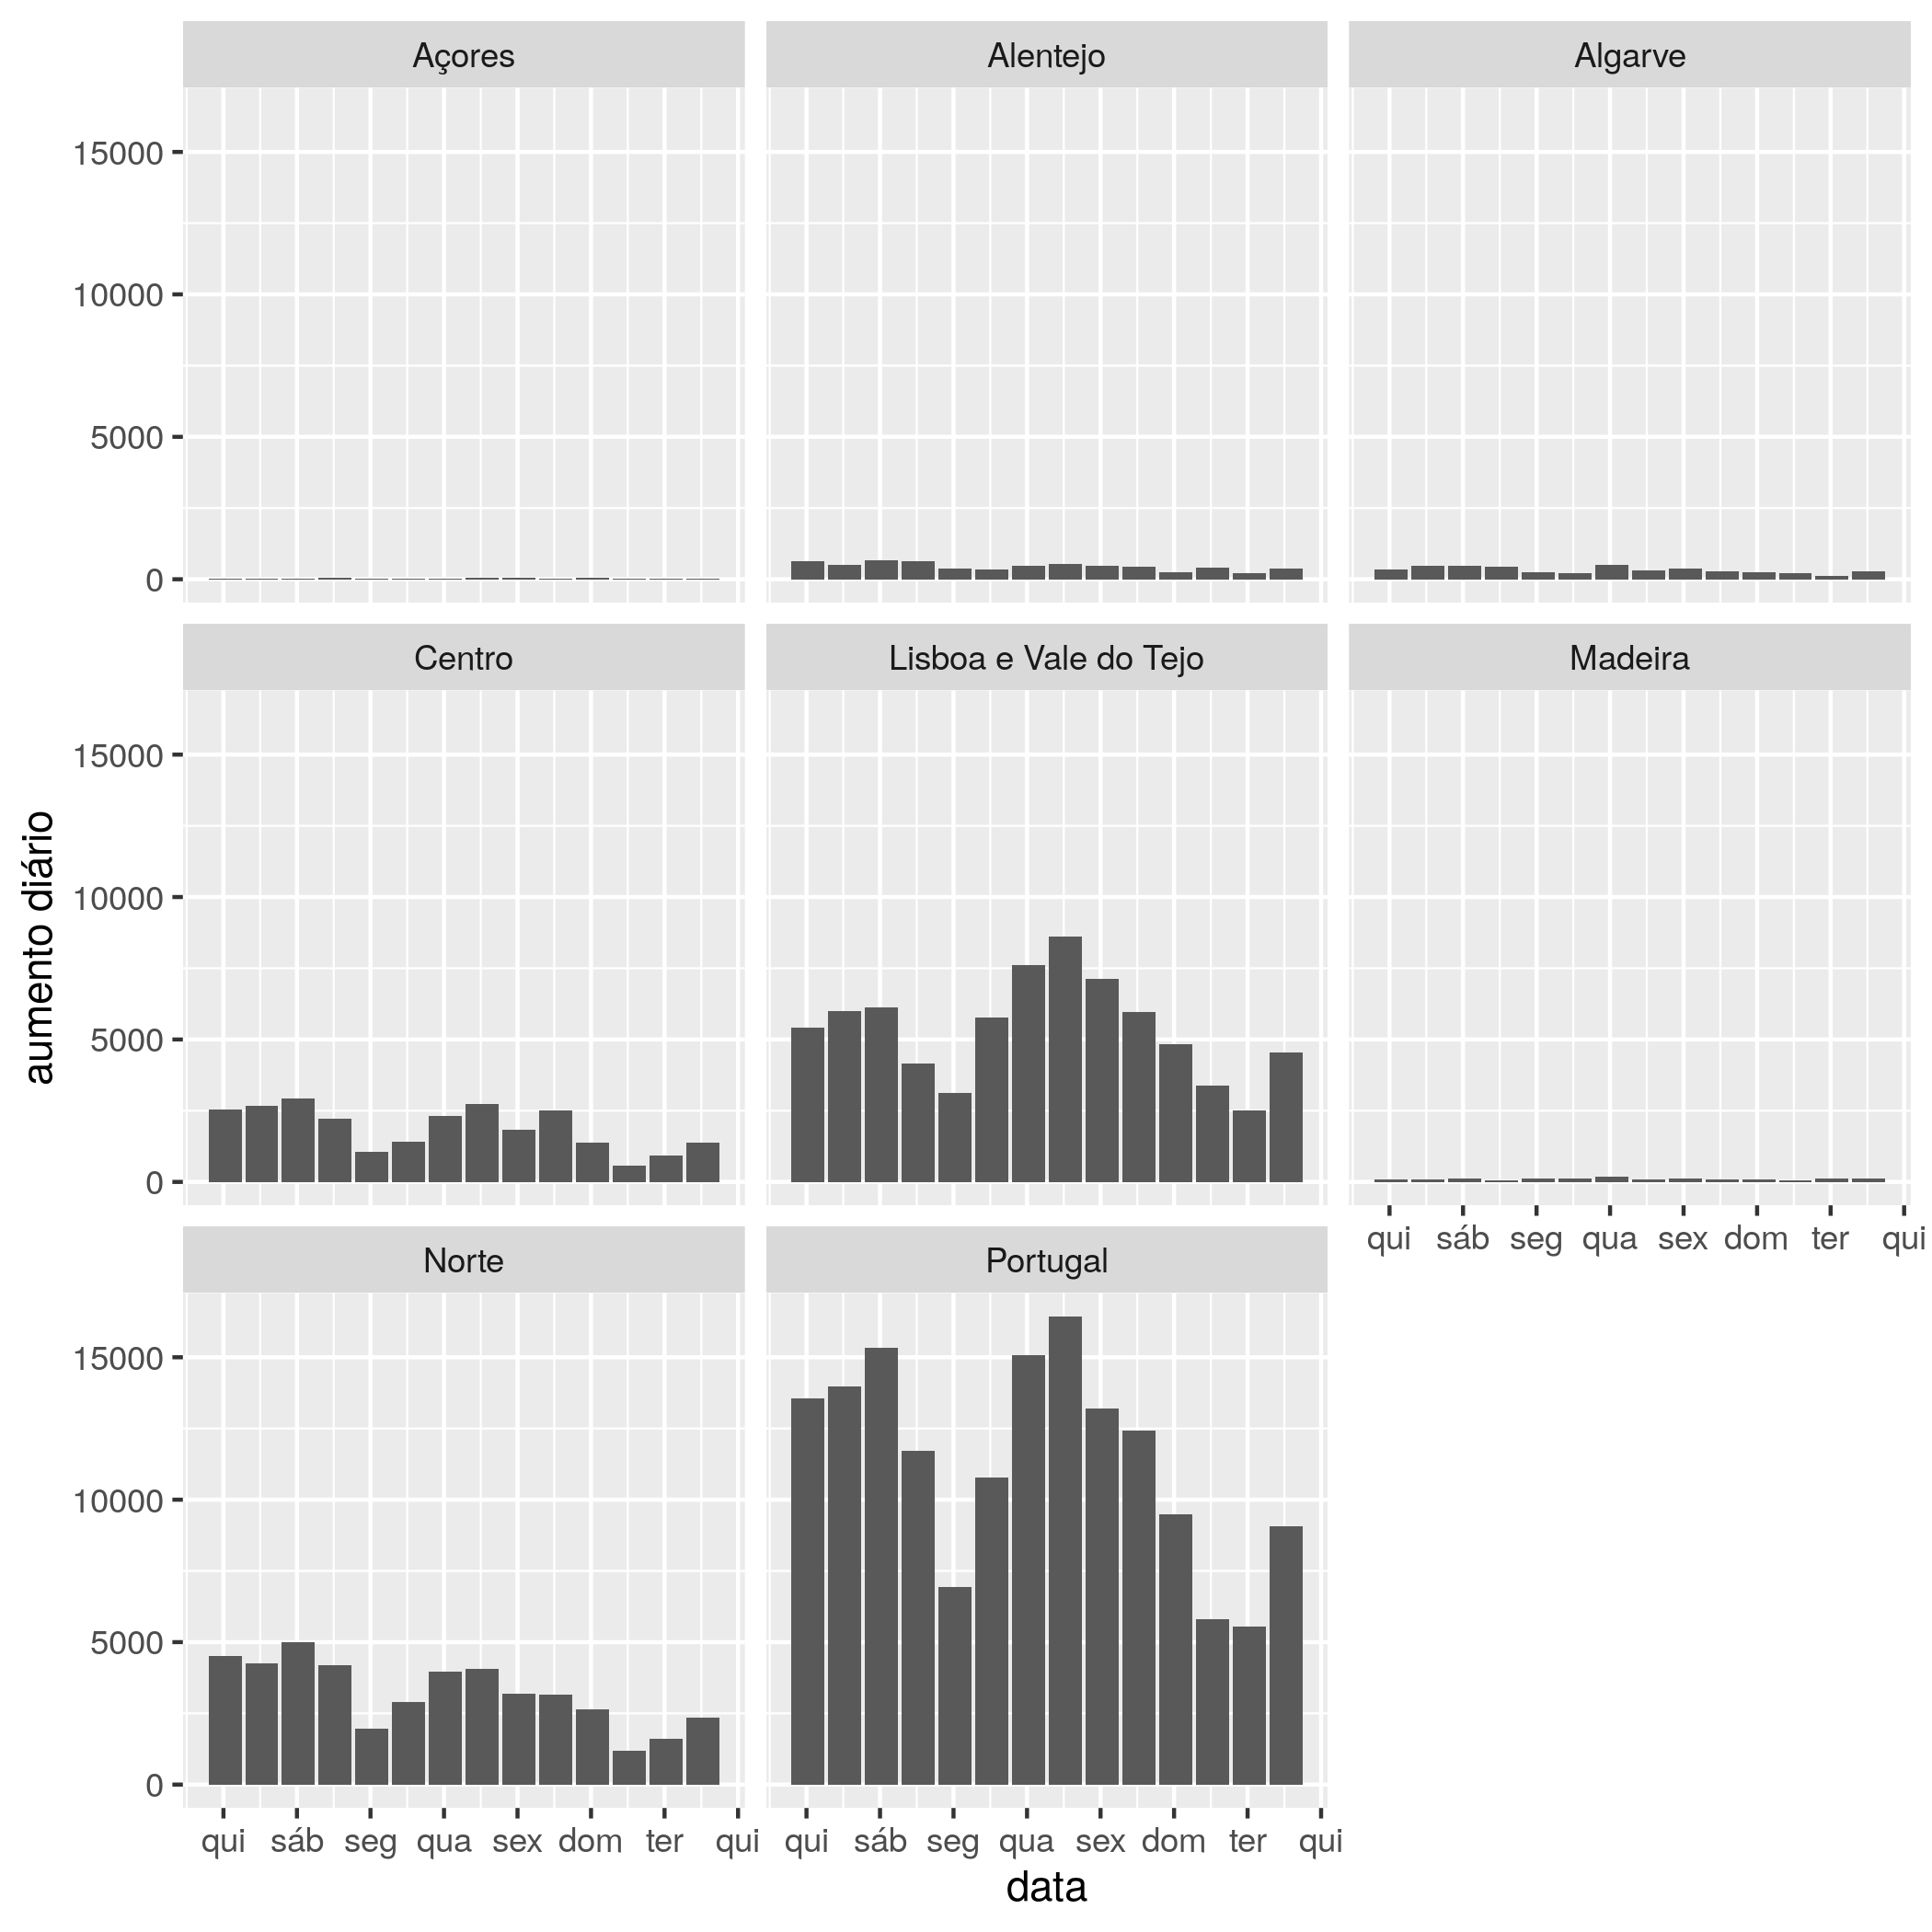 Açores Alentejo Algarve
15000
10000
5000
0
Centro Lisboa e Vale do Tejo Madeira
15000
10000
5000
0
qui sáb seg qua sex dom ter qui
aumento diário
Norte Portugal
15000
10000
5000
0
qui sáb seg qua sex dom ter qui qui sáb seg qua sex dom ter qui
data